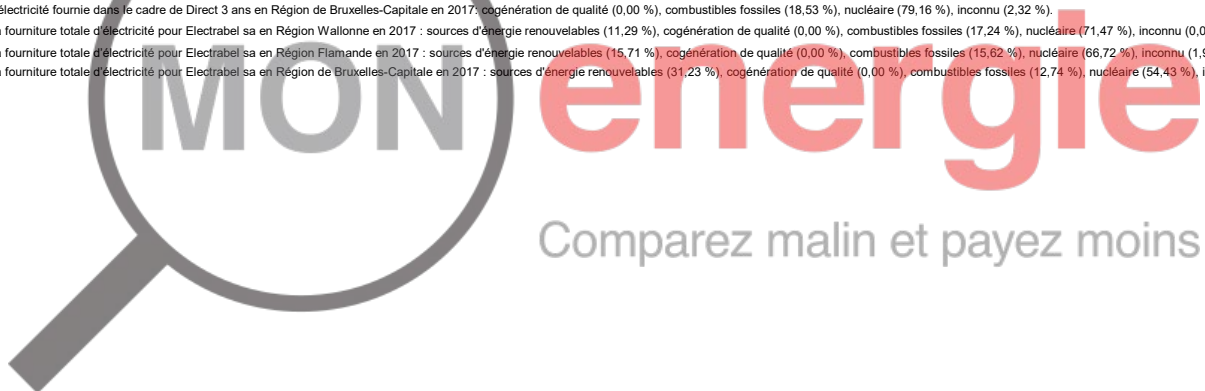 électricité fournie dans le cadre de Direct 3 ans en Région de Bruxelles-Capitale en 2017: cogénération de qualité (0,00 %), combustibles fossiles (18,53 %), nucléaire (79,16 %), inconnu (2,32 %).
fourniture totale d'électricité pour Electrabel sa en Région Wallonne en 2017 : sources d'énergie renouvelables (11,29 %), cogénération de qualité (0,00 %), combustibles fossiles (17,24 %), nucléaire (71,47 %), inconnu (0,0
fourniture totale d'électricité pour Electrabel sa en Région Flamande en 2017 : sources d'énergie renouvelables (15,71 %), cogénération de qualité (0,00 %), combustibles fossiles (15,62 %), nucléaire (66,72 %), inconnu (1,9
fourniture totale d'électricité pour Electrabel sa en Région de Bruxelles-Capitale en 2017 : sources d'énergie renouvelables (31,23 %), cogénération de qualité (0,00 %), combustibles fossiles (12,74 %), nucléaire (54,43 %), i
MON energie
Comparez malin et payez moins